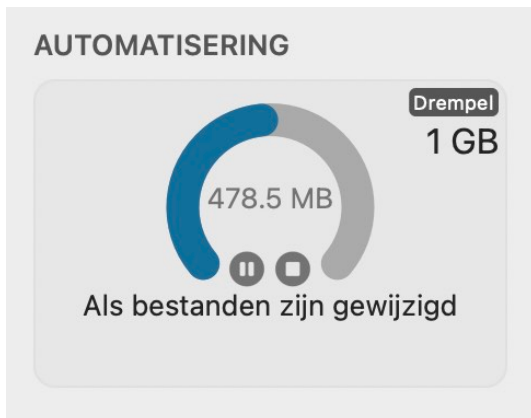 AUTOMATISERING
Drempel
1 GB
478.5 MB
Als bestanden zijn gewijzigd